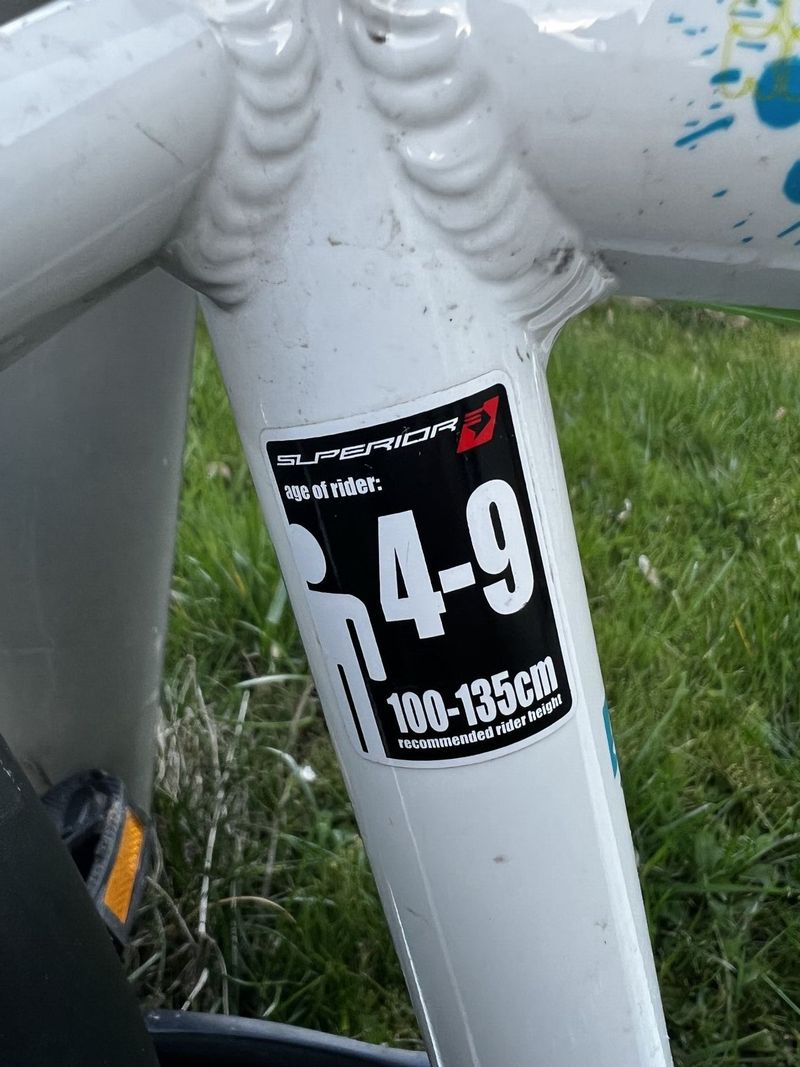 SUPERIOR
age of rider:
4-9
100-135cm
recommended rider height